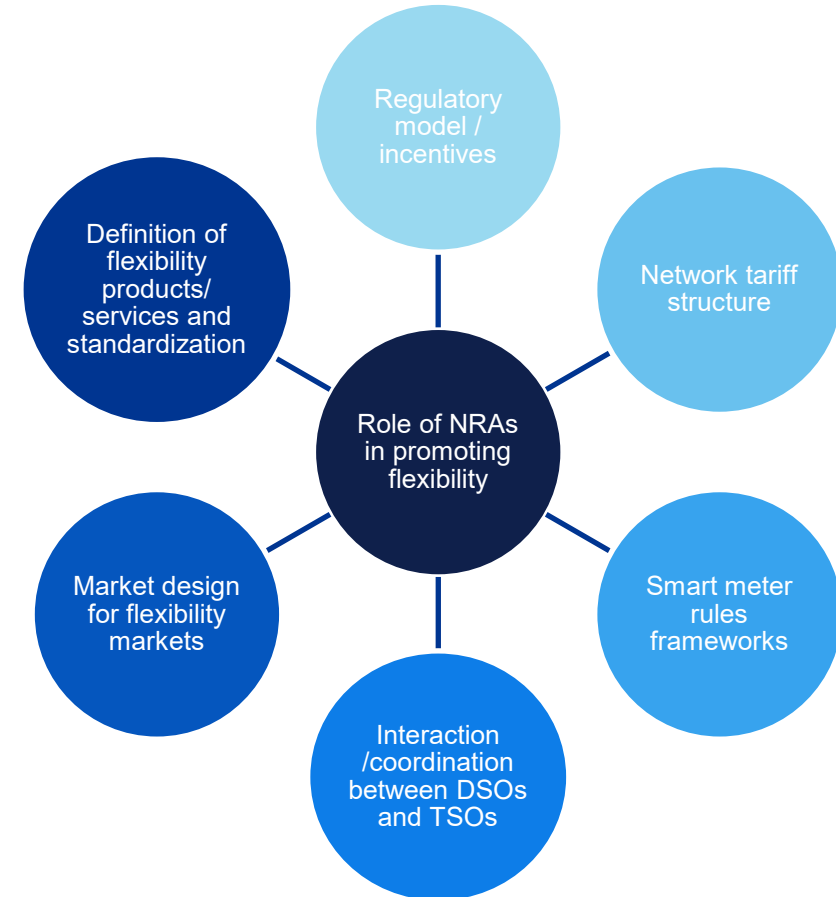 Regulatory
model /
incentives
Network tariff
structure
Smart meter
rules
frameworks
Interaction
/coordination
between DSOs
and TSOs
Market design
for flexibility
markets
Definition of
flexibility
products/
services and
standardization
Role of NRAs
in promoting
flexibility